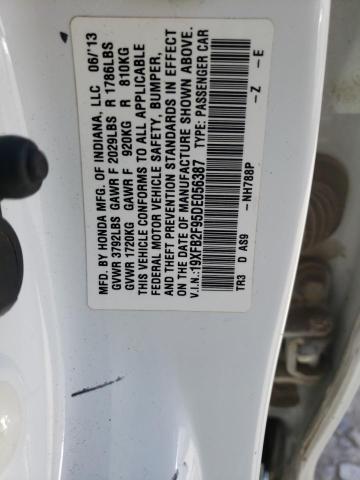 MFD. BY HONDA MFG. OF INDIANA, LLC 06/'13
GVWR 3792LBS GAWR F 2029LBS R 1786LBS
GVWR 1720KG GAWR F 920KG R 810KG
THIS VEHICLE CONFORMS TO ALL APPLICABLE
FEDERAL MOTOR VEHICLE SAFETY, BUMPER,
AND THEFT PREVENTION STANDARDS IN EFFECT
ON THE DATE OF MANUFACTURE SHOWN ABOVE.
V.I.N.:19XFB2F95DE056387 TYPE: PASSENGER CAR
TR3 D AS9 -NH788P -Z -E